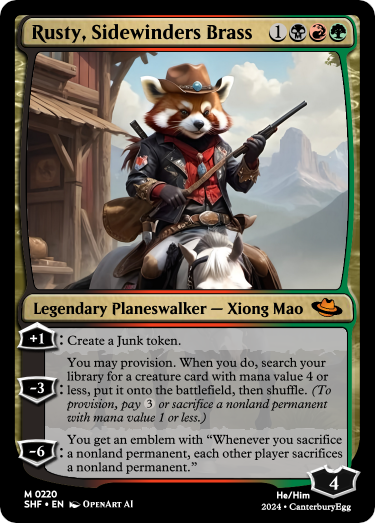 Rusty, Sidewinders Brass 1
Legendary Planeswalker — Xiong Mao
+1: Create a Junk token.
You may provision. When you do, search your
library for a creature card with mana value 4 or
-3: less, put it onto the battlefield, then shuffle. (To
provision, pay 3 or sacrifice a nonland permanent
with mana value 1 or less.)
You get an emblem with “Whenever you sacrifice
-6: a nonland permanent, each other player sacrifices
a nonland permanent.”
4
M 0220 He/Him
SHF • EN OpenArt AI 2024 • CanterburyEgg